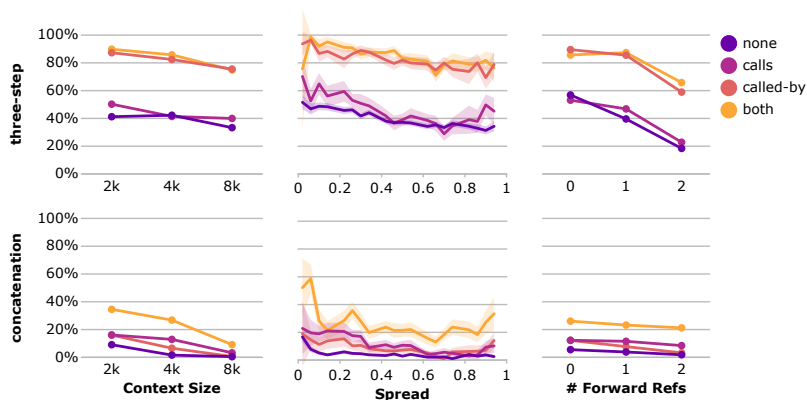 three-step
100%
80%
60%
40%
20%
0%
2k 4k 8k
0 0.2 0.4 0.6 0.8 1
0 1 2
none
calls
called-by
both
concatenation
100%
80%
60%
40%
20%
0%
2k 4k 8k
Context Size
0 0.2 0.4 0.6 0.8 1
Spread
0 1 2
# Forward Refs